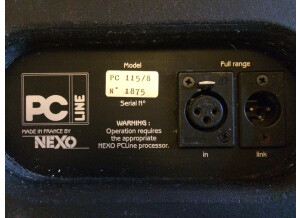 Model
Full range
PC 115/8
N° 1875
Serial n°
PC
LINE
MADE IN FRANCE BY
NEXO
WARNING :
Operation requires
the appropriate
NEXO PCLine processor.
in
link